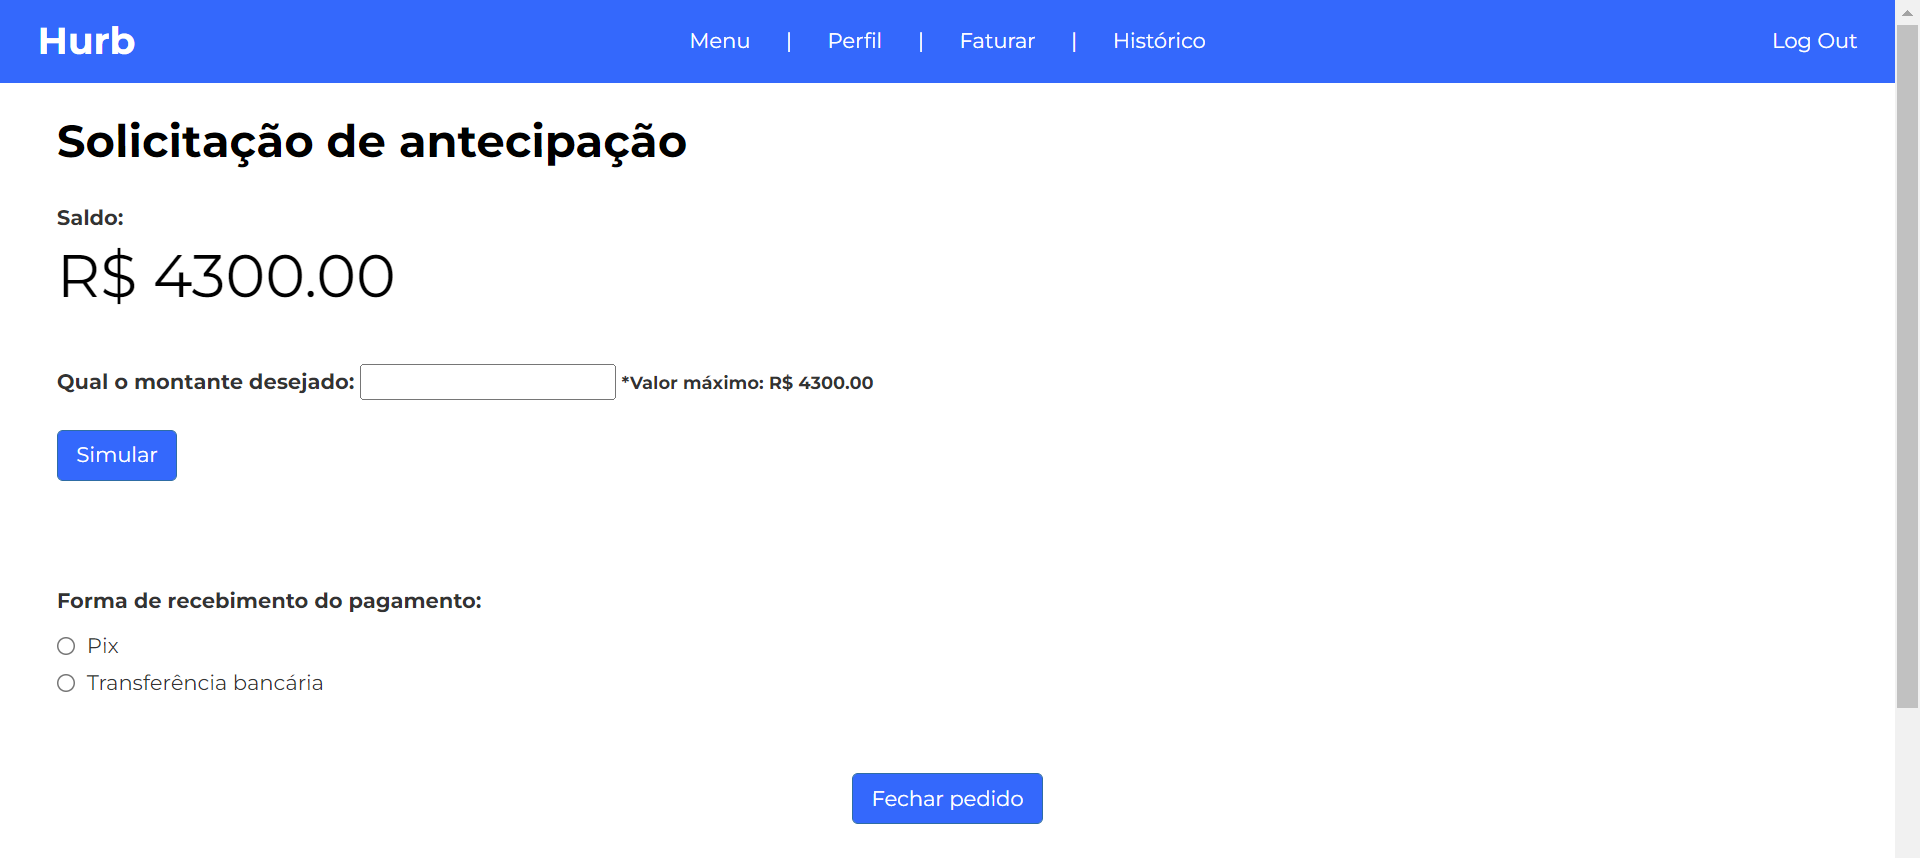 Hurb
Menu | Perfil | Faturar | Histórico
Log Out
Solicitação de antecipação
Saldo:
R$ 4300.00
Qual o montante desejado: *Valor máximo: R$ 4300.00
Simular
Forma de recebimento do pagamento:
Pix
Transferência bancária
Fechar pedido